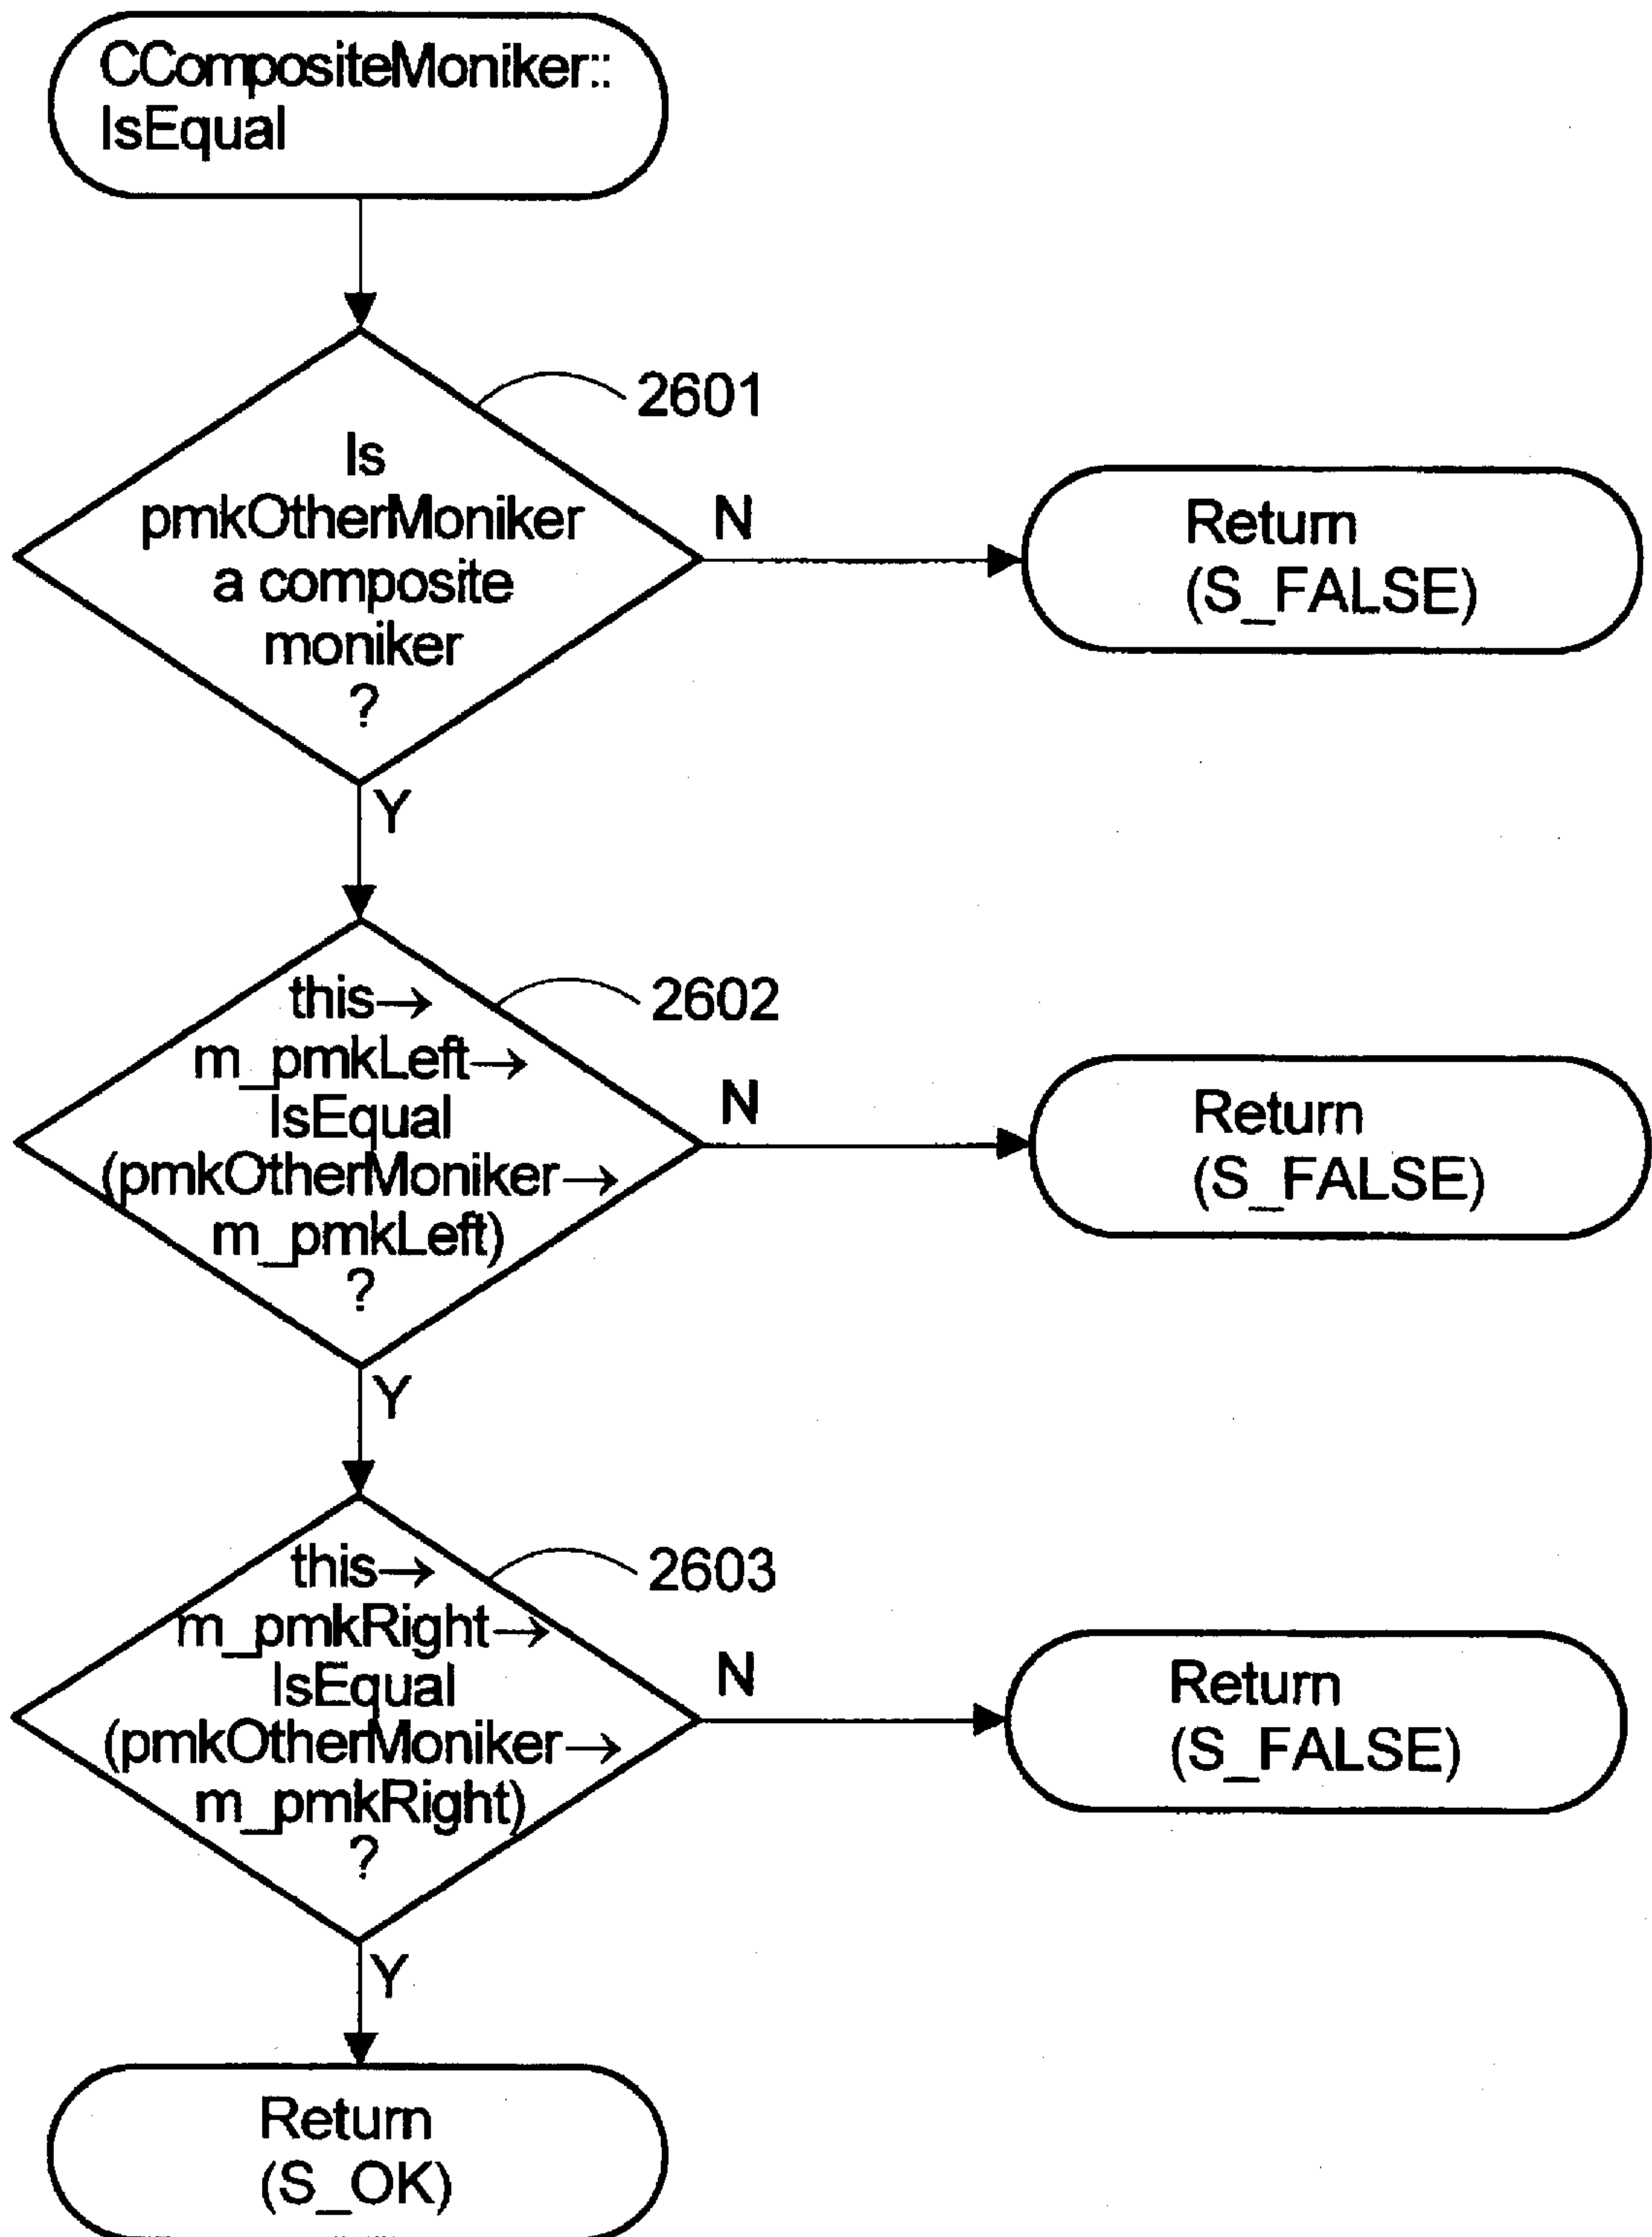 CCompositeMoniker::
IsEqual
2601
Is
pmkOtherMoniker
a composite
moniker
?
N
Return
(S_FALSE)
Y
2602
this→
m_pmkLeft→
IsEqual
(pmkOtherMoniker→
m_pmkLeft)
?
N
Return
(S_FALSE)
Y
2603
this→
m_pmkRight→
IsEqual
(pmkOtherMoniker→
m_pmkRight)
?
N
Return
(S_FALSE)
Y
Return
(S_OK)